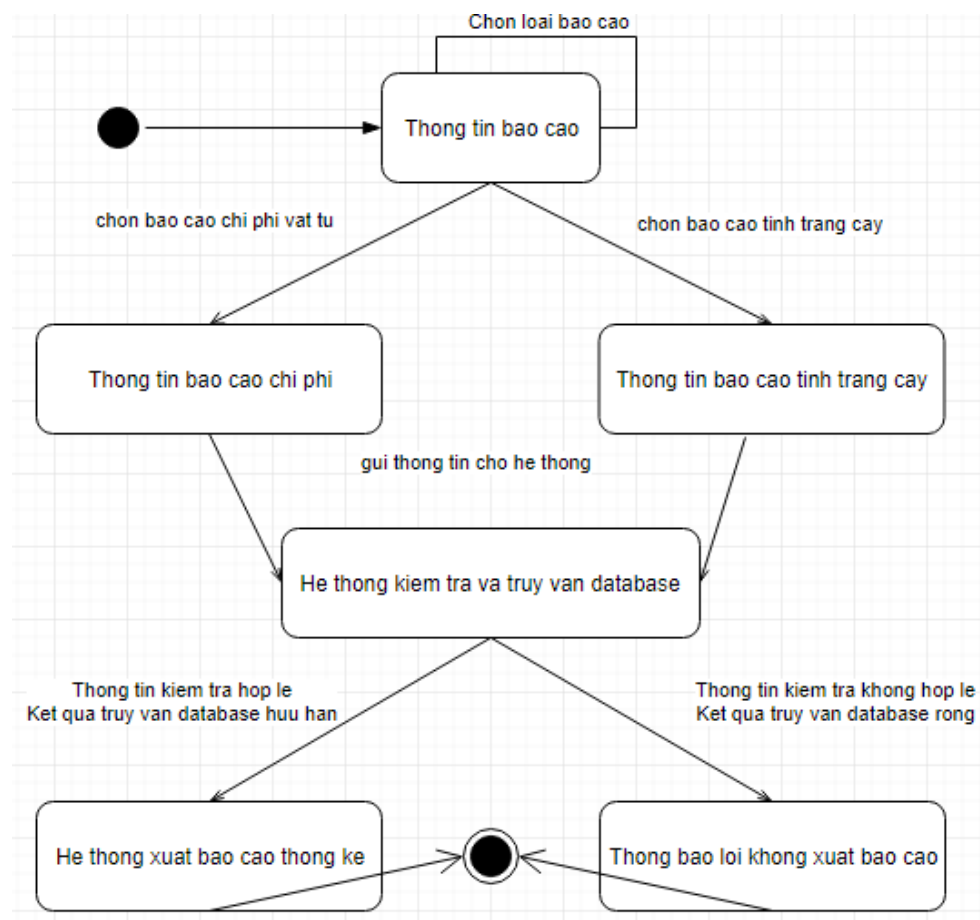 Chon loai bao cao
Thong tin bao cao
chon bao cao chi phi vat tu
chon bao cao tinh trang cay
Thong tin bao cao chi phi
Thong tin bao cao tinh trang cay
gui thong tin cho he thong
He thong kiem tra va truy van database
Thong tin kiem tra hop le
Ket qua truy van database huu han
Thong tin kiem tra khong hop le
Ket qua truy van database rong
He thong xuat bao cao thong ke
Thong bao loi khong xuat bao cao